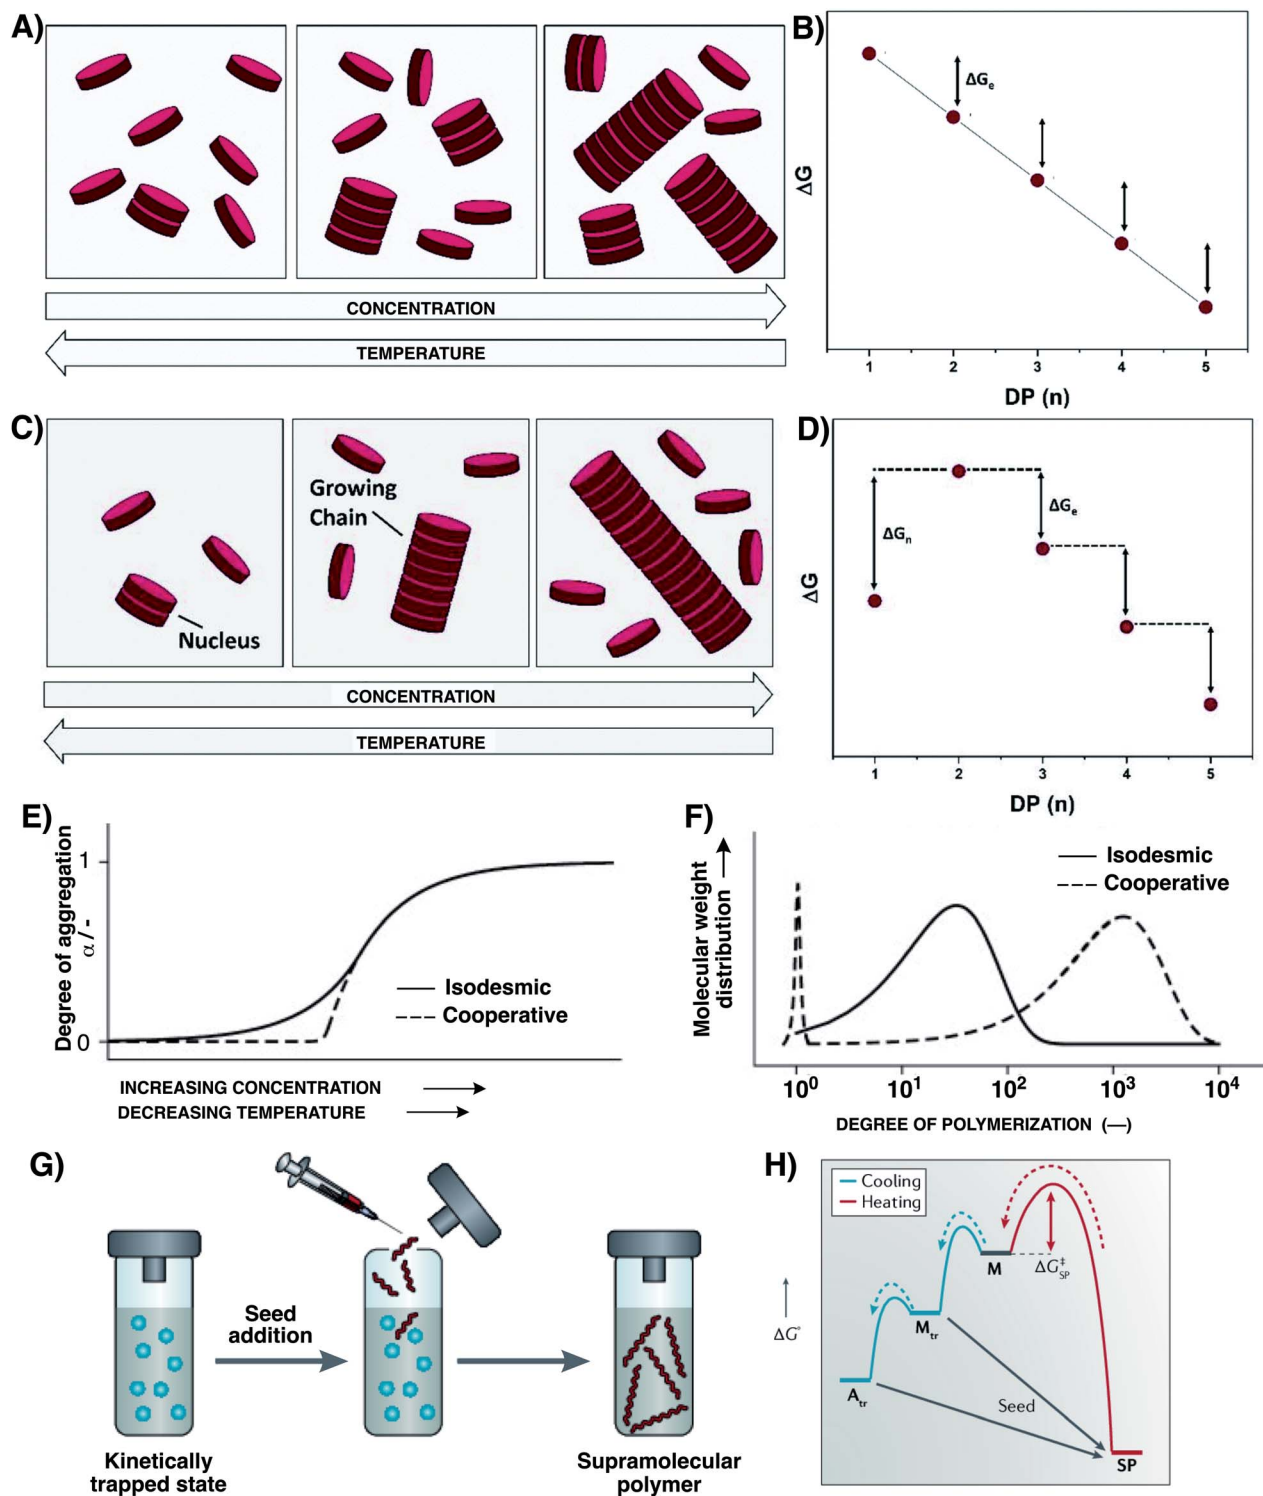 A)
CONCENTRATION
TEMPERATURE
B)
ΔG
ΔGe
1 2 3 4 5
DP (n)
C)
Nucleus
Growing
Chain
CONCENTRATION
TEMPERATURE
D)
ΔG
ΔGn
ΔGe
1 2 3 4 5
DP (n)
E)
Degree of aggregation
α / -
1
0
Isodesmic
Cooperative
INCREASING CONCENTRATION
DECREASING TEMPERATURE
F)
Molecular weight
distribution
Isodesmic
Cooperative
10⁰ 10¹ 10² 10³ 10⁴
DEGREE OF POLYMERIZATION (—)
G)
Seed
addition
Kinetically
trapped state
Supramolecular
polymer
H)
Cooling
Heating
ΔG°
M
ΔG‡SP
Mtr
Atr
Seed
SP